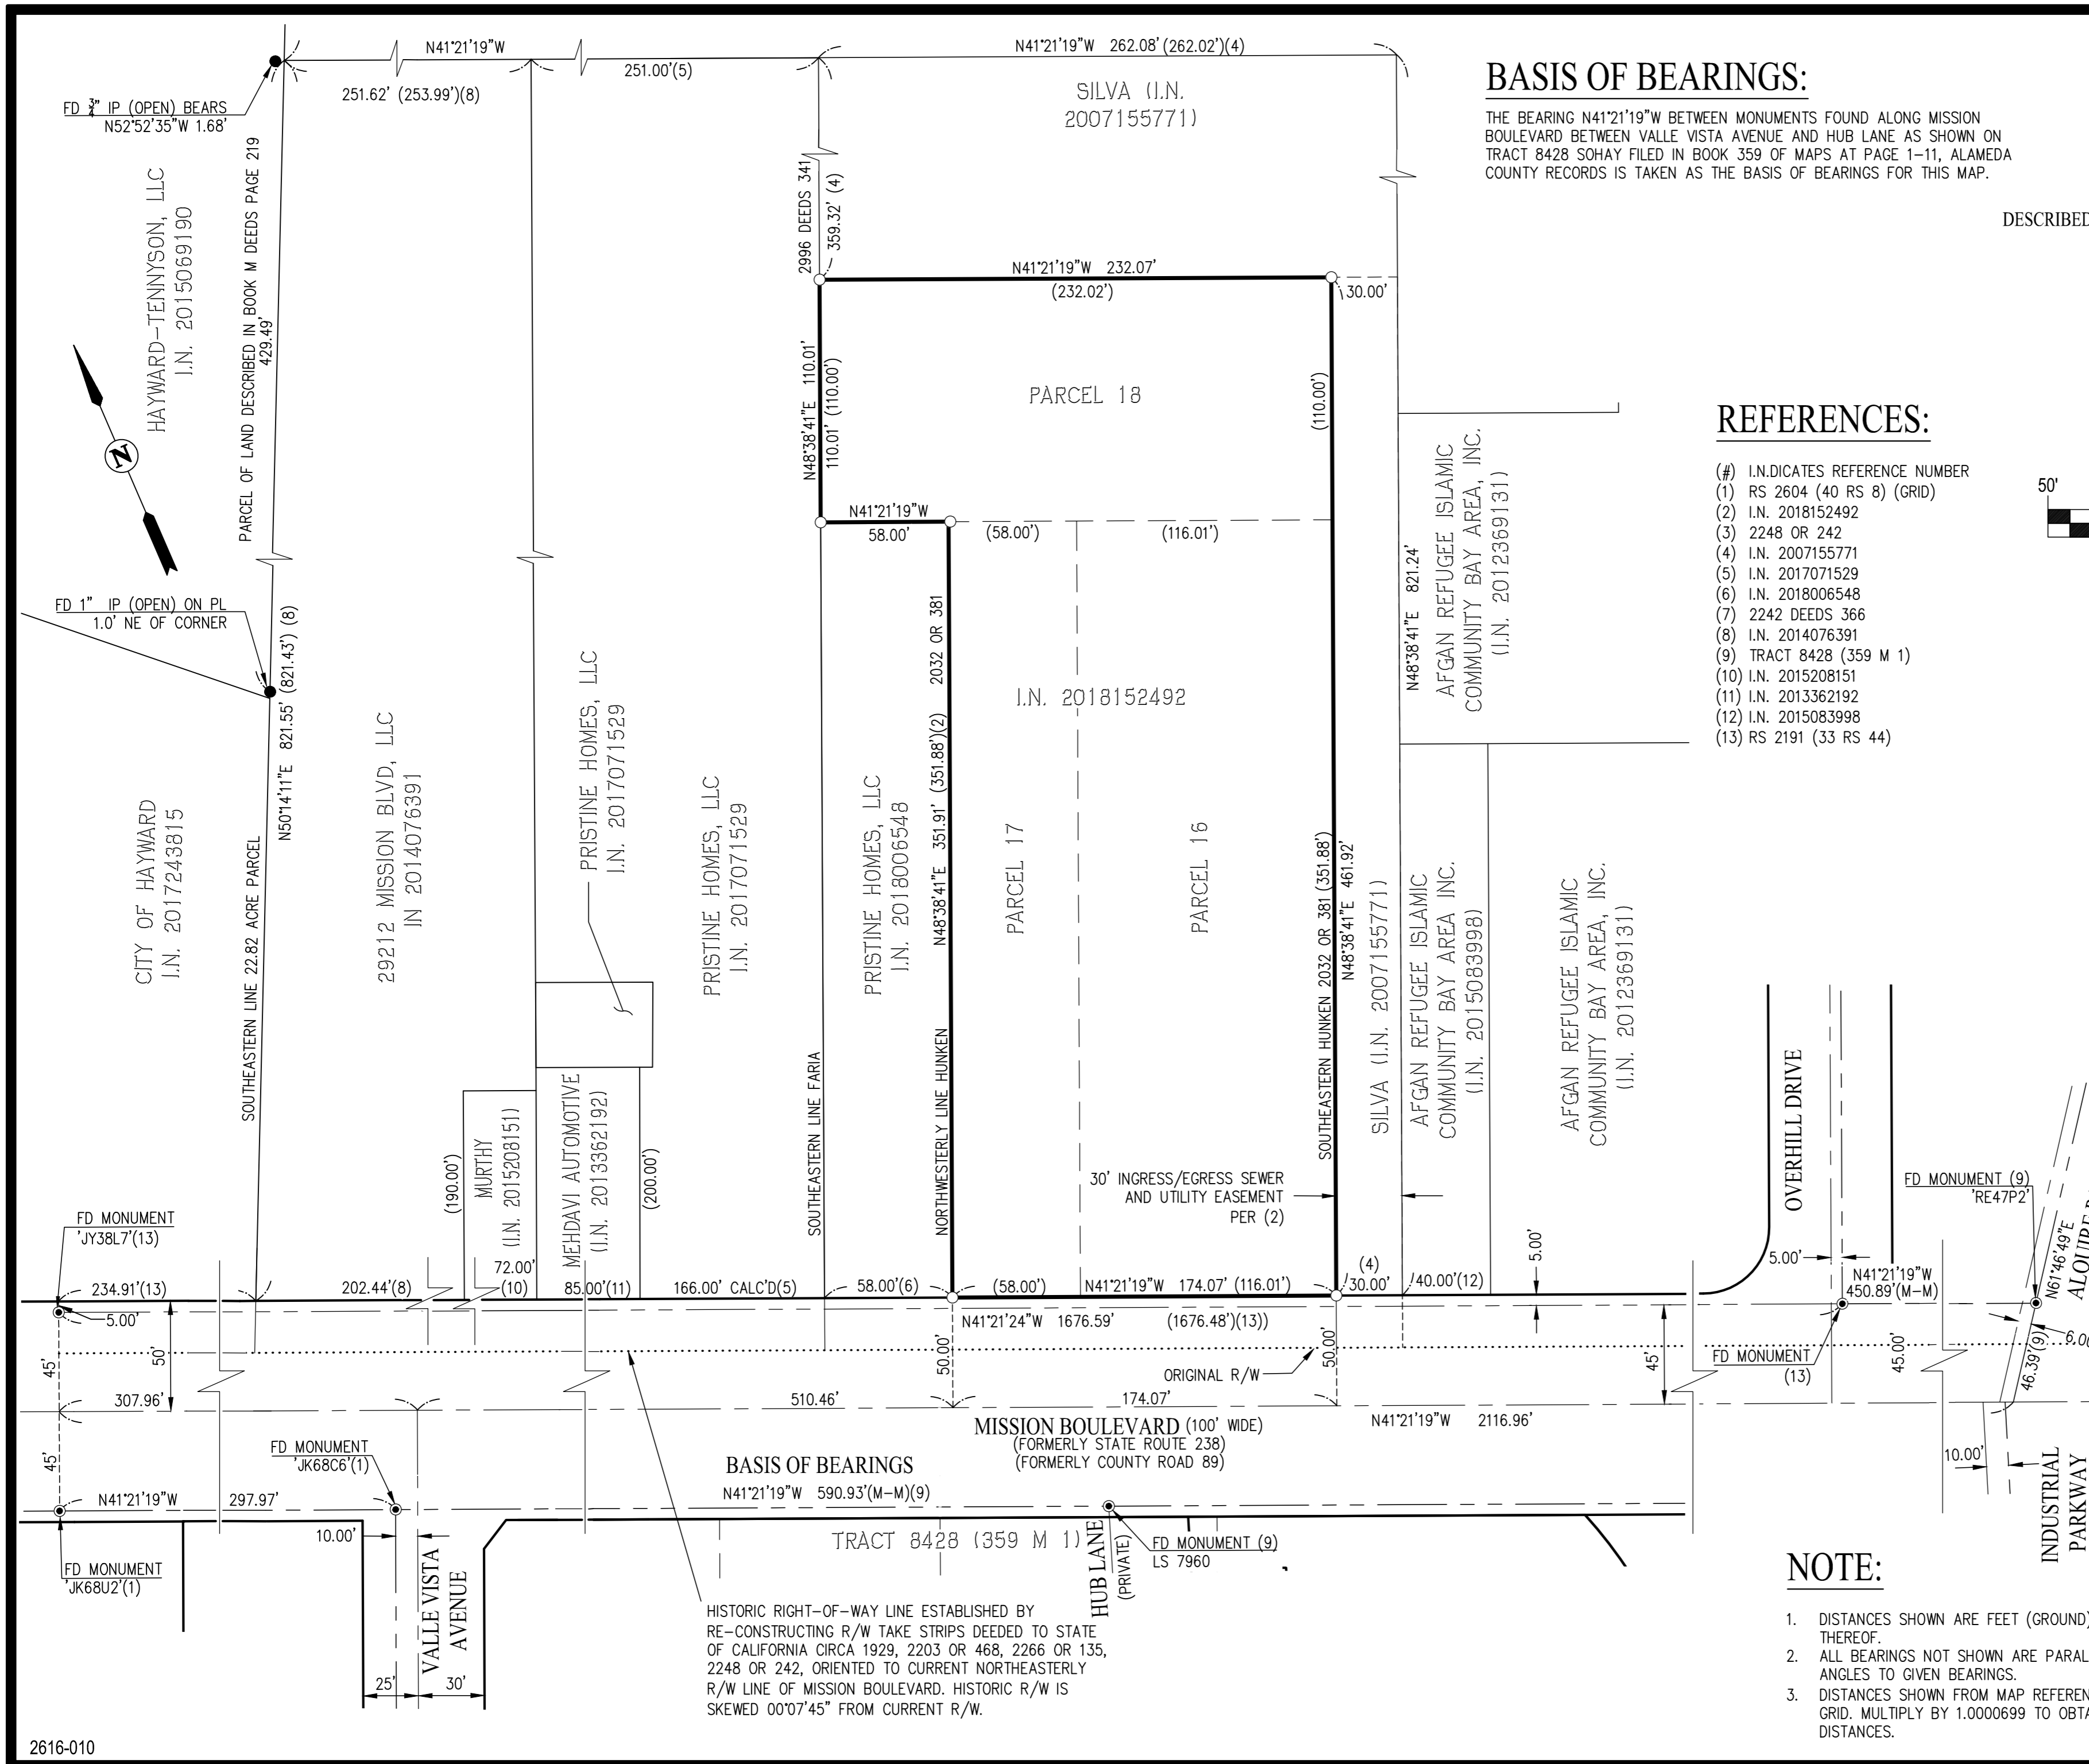 N41°21'19"W
251.62' (253.99')(8)
251.00'(5)
N41°21'19"W 262.08' (262.02')(4)
FD 3/4" IP (OPEN) BEARS
N52°52'35"W 1.68'
SILVA (I.N.
2007155771)
BASIS OF BEARINGS:
THE BEARING N41°21'19"W BETWEEN MONUMENTS FOUND ALONG MISSION
BOULEVARD BETWEEN VALLE VISTA AVENUE AND HUB LANE AS SHOWN ON
TRACT 8428 SOHAY FILED IN BOOK 359 OF MAPS AT PAGE 1-11, ALAMEDA
COUNTY RECORDS IS TAKEN AS THE BASIS OF BEARINGS FOR THIS MAP.
DESCRIBED
HAYWARD-TENNYSON, LLC
I.N. 2015069190
PARCEL OF LAND DESCRIBED IN BOOK M DEEDS PAGE 219
429.49'
2996 DEEDS 341
359.32' (4)
N41°21'19"W 232.07'
(232.02')
30.00'
N48°38'41"E 110.01'
110.01' (110.00')
PARCEL 18
(110.00')
N
N41°21'19"W
58.00'
(58.00')
(116.01')
AFGAN REFUGEE ISLAMIC
COMMUNITY BAY AREA, INC.
(I.N. 2012369131)
N48°38'41"E 821.24'
REFERENCES:
(#) I.N.DICATES REFERENCE NUMBER
(1) RS 2604 (40 RS 8) (GRID)
(2) I.N. 2018152492
(3) 2248 OR 242
(4) I.N. 2007155771
(5) I.N. 2017071529
(6) I.N. 2018006548
(7) 2242 DEEDS 366
(8) I.N. 2014076391
(9) TRACT 8428 (359 M 1)
(10) I.N. 2015208151
(11) I.N. 2013362192
(12) I.N. 2015083998
(13) RS 2191 (33 RS 44)
50'
FD 1" IP (OPEN) ON PL
1.0' NE OF CORNER
SOUTHEASTERN LINE 22.82 ACRE PARCEL
N50°14'11"E 821.55' (821.43') (8)
CITY OF HAYWARD
I.N. 2017243815
29212 MISSION BLVD, LLC
IN 2014076391
PRISTINE HOMES, LLC
I.N. 2017071529
PRISTINE HOMES, LLC
I.N. 2017071529
PRISTINE HOMES, LLC
I.N. 2018006548
SOUTHEASTERN LINE FARIA
NORTHWESTERLY LINE HUNKEN
N48°38'41"E 351.91' (351.88')(2)
2032 OR 381
I.N. 2018152492
PARCEL 17
PARCEL 16
SOUTHEASTERN HUNKEN 2032 OR 381 (351.88')
N48°38'41"E 461.92'
SILVA (I.N. 2007155771)
AFGAN REFUGEE ISLAMIC
COMMUNITY BAY AREA INC.
(I.N. 2015083998)
AFGAN REFUGEE ISLAMIC
COMMUNITY BAY AREA, INC.
(I.N. 2012369131)
30' INGRESS/EGRESS SEWER
AND UTILITY EASEMENT
PER (2)
(190.00')
MURTHY
(I.N. 2015208151)
MEHDAVI AUTOMOTIVE
(I.N. 2013362192)
(200.00')
OVERHILL DRIVE
FD MONUMENT (9)
'RE47P2'
N61°46'49"E
FD MONUMENT
'JY38L7'(13)
234.91'(13)
202.44'(8)
72.00'
(10)
85.00'(11)
166.00' CALC'D(5)
58.00'(6)
(58.00')
N41°21'19"W 174.07' (116.01')
(4)
30.00'
40.00'(12)
5.00'
5.00'
N41°21'19"W
450.89'(M-M)
5.00'
45'
50'
N41°21'24"W 1676.59'
(1676.48')(13))
50.00'
50.00'
ORIGINAL R/W
45'
FD MONUMENT
(13)
45.00'
46.39'(9)
307.96'
510.46'
174.07'
N41°21'19"W 2116.96'
MISSION BOULEVARD (100' WIDE)
(FORMERLY STATE ROUTE 238)
(FORMERLY COUNTY ROAD 89)
45'
FD MONUMENT
'JK68C6'(1)
BASIS OF BEARINGS
N41°21'19"W 590.93'(M-M)(9)
N41°21'19"W 297.97'
10.00'
10.00'
INDUSTRIAL
PARKWAY
TRACT 8428 (359 M 1)
HUB LANE
(PRIVATE)
FD MONUMENT (9)
LS 7960
FD MONUMENT
'JK68U2'(1)
VALLE VISTA
AVENUE
25'
30'
HISTORIC RIGHT-OF-WAY LINE ESTABLISHED BY
RE-CONSTRUCTING R/W TAKE STRIPS DEEDED TO STATE
OF CALIFORNIA CIRCA 1929, 2203 OR 468, 2266 OR 135,
2248 OR 242, ORIENTED TO CURRENT NORTHEASTERLY
R/W LINE OF MISSION BOULEVARD. HISTORIC R/W IS
SKEWED 00°07'45" FROM CURRENT R/W.
NOTE:
1. DISTANCES SHOWN ARE FEET (GROUND)
THEREOF.
2. ALL BEARINGS NOT SHOWN ARE PARAL
ANGLES TO GIVEN BEARINGS.
3. DISTANCES SHOWN FROM MAP REFEREN
GRID. MULTIPLY BY 1.0000699 TO OBTA
DISTANCES.
2616-010